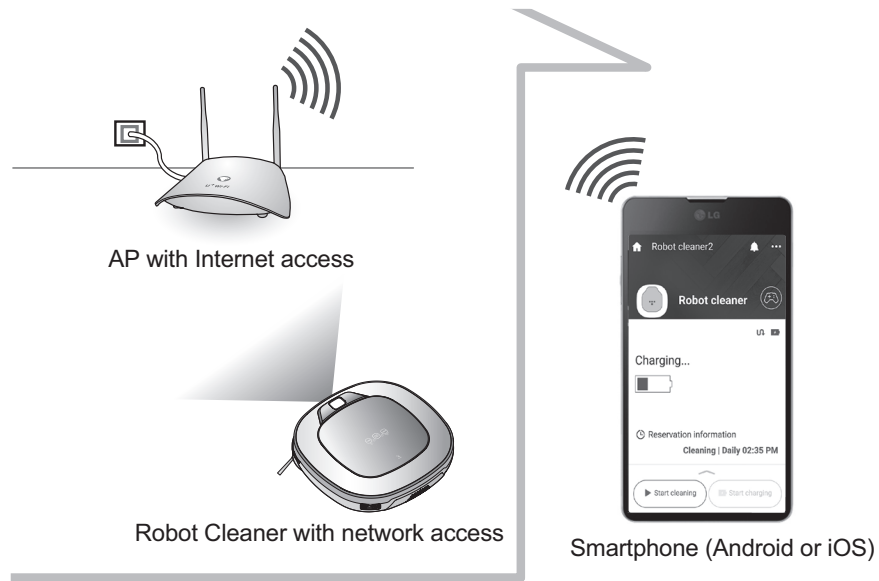 AP with Internet access
Robot Cleaner with network access
LG
Robot cleaner2
Robot cleaner
Charging...
Reservation information
Cleaning | Daily 02:35 PM
Start cleaning
Start charging
Smartphone (Android or iOS)